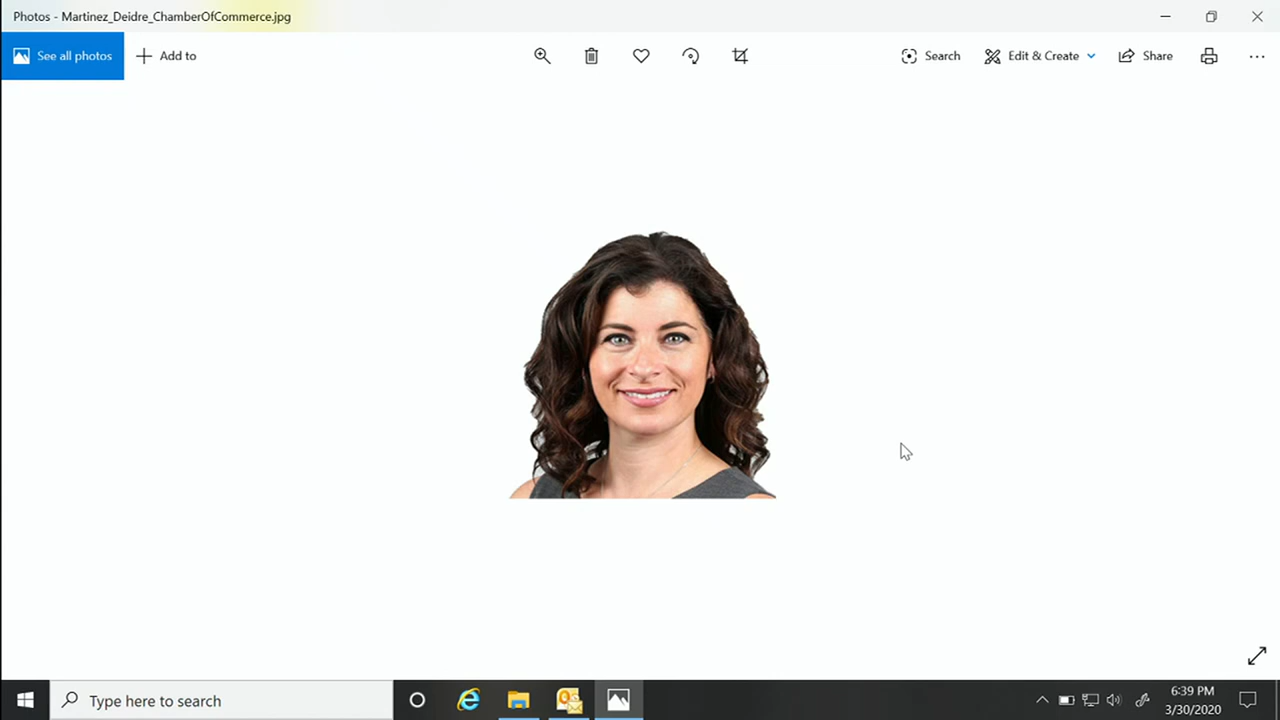 Photos - Martinez_Deidre_ChamberOfCommerce.jpg
See all photos
Add to
Search
Edit & Create
Share
Type here to search
6:39 PM
3/30/2020